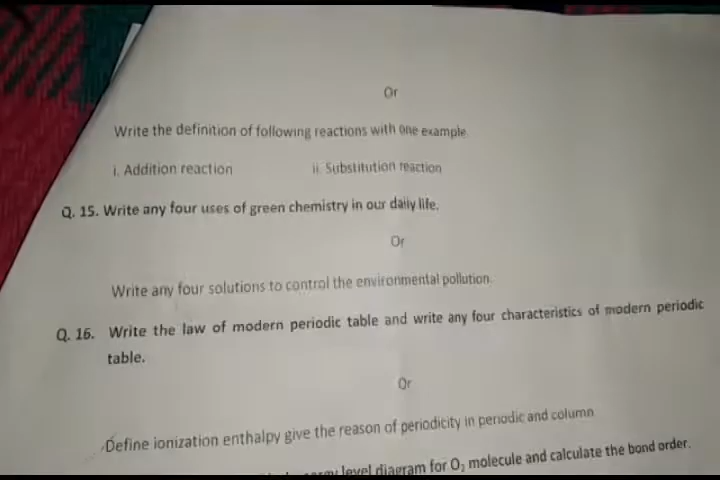 Or
Write the definition of following reactions with one example
i. Addition reaction ii. Substitution reaction
Q. 15. Write any four uses of green chemistry in our daily life.
Or
Write any four solutions to control the environmental pollution.
Q. 16. Write the law of modern periodic table and write any four characteristics of modern periodic
table.
Or
Define ionization enthalpy give the reason of periodicity in periodic and column
level diagram for O₂ molecule and calculate the bond order.